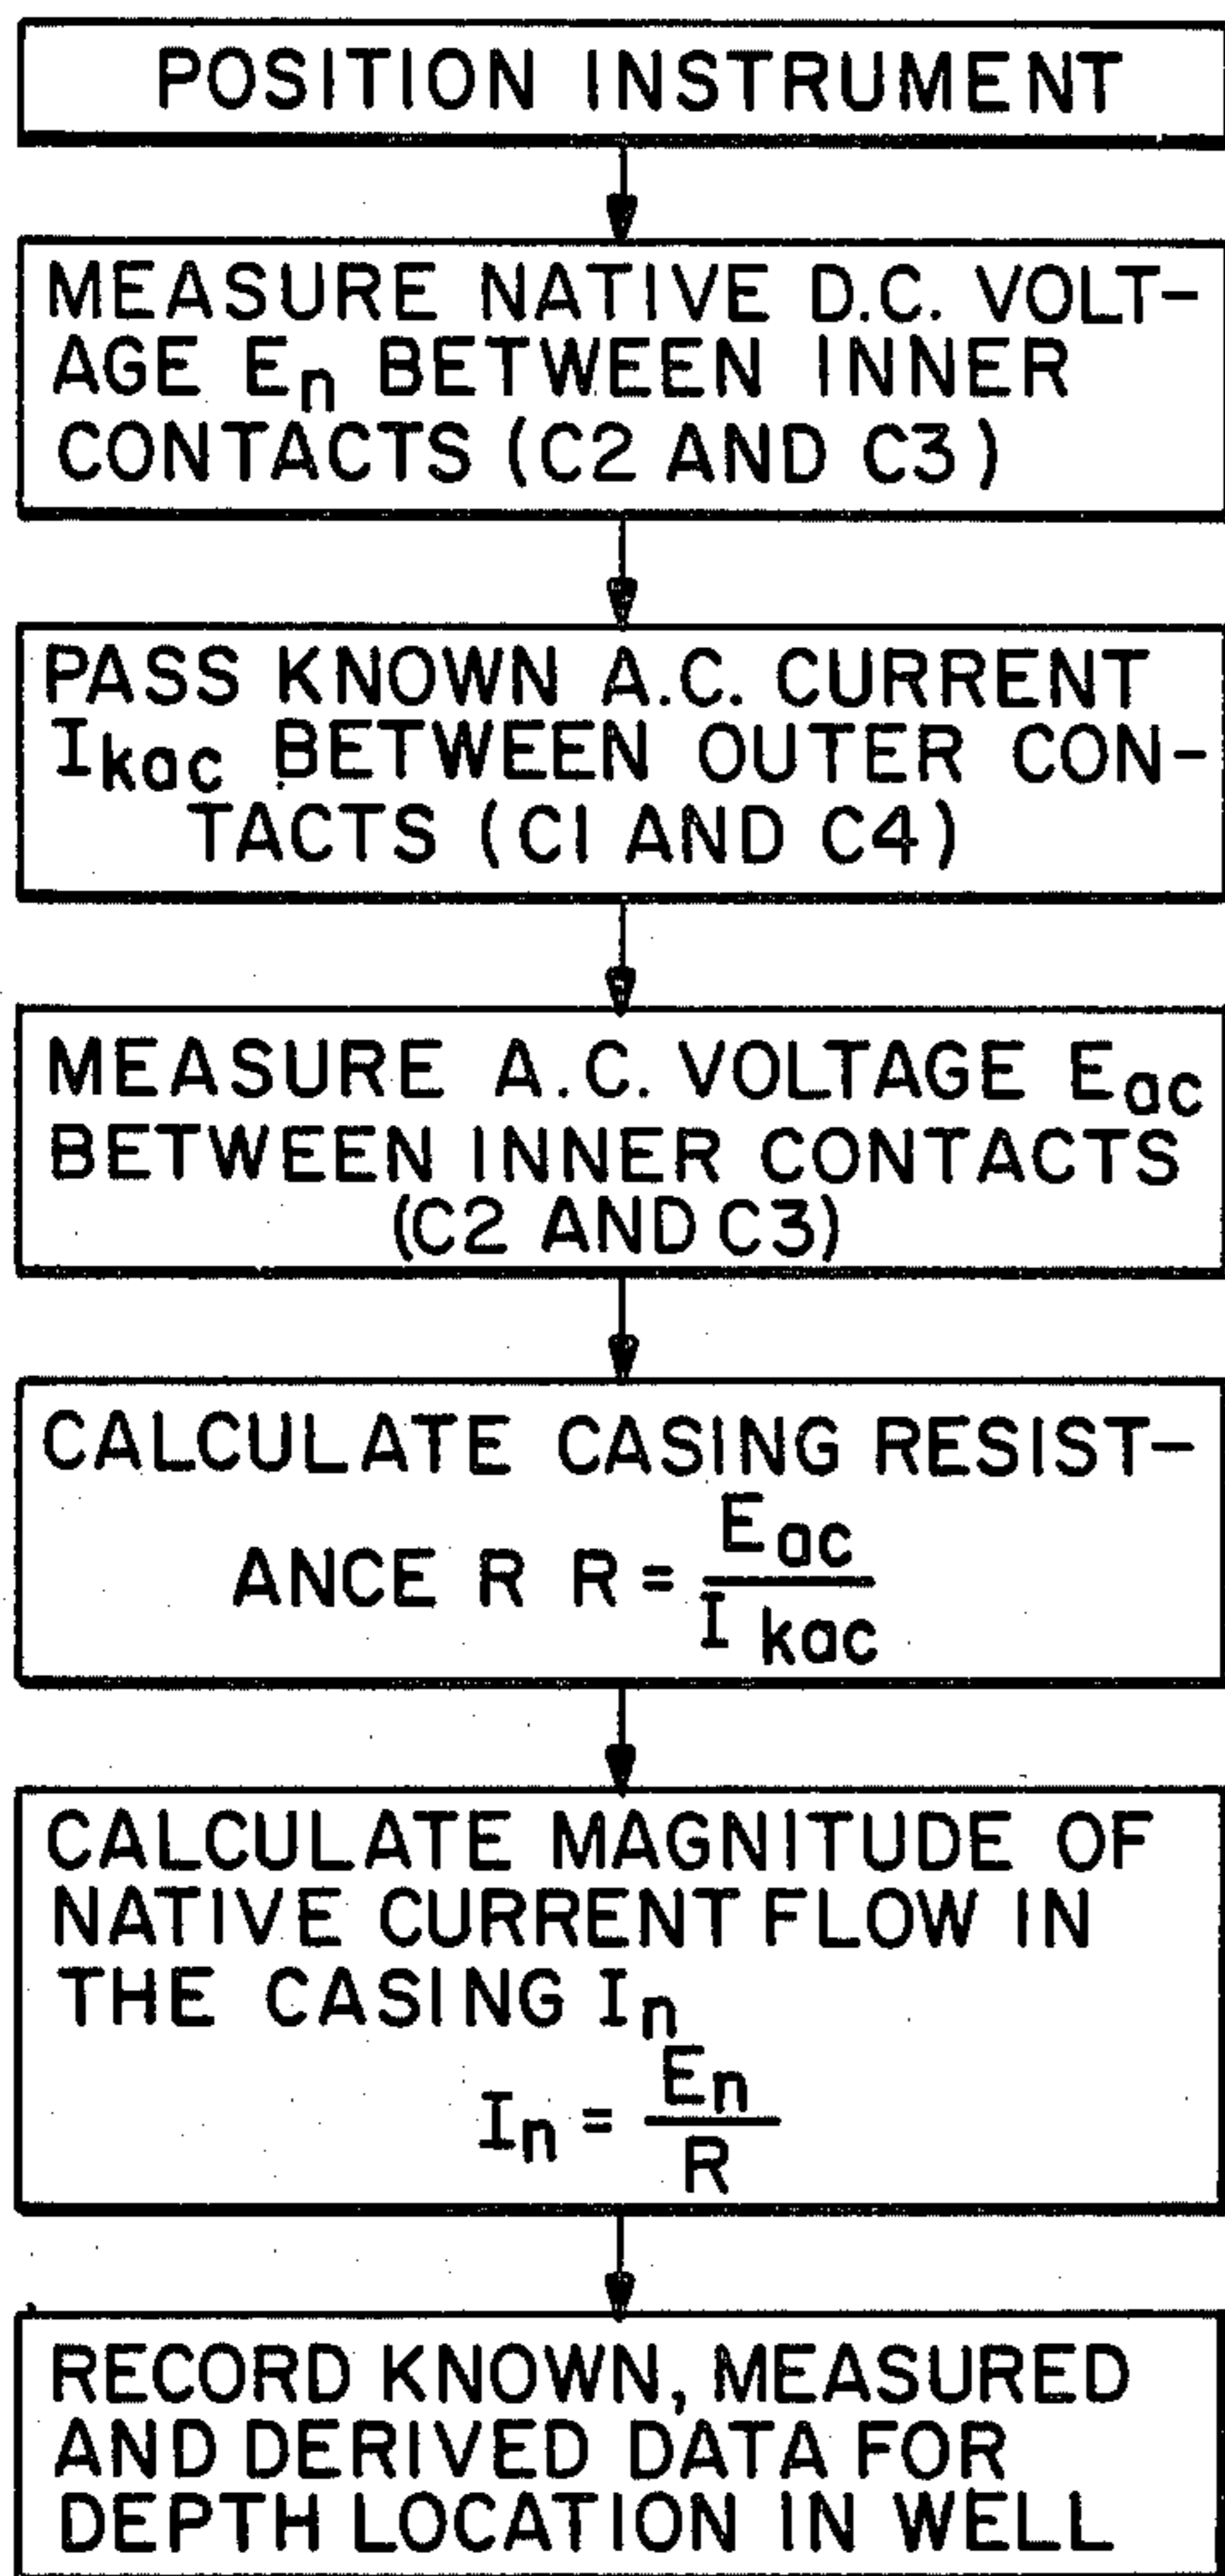 POSITION INSTRUMENT
MEASURE NATIVE D.C. VOLT-
AGE En BETWEEN INNER
CONTACTS (C2 AND C3)
PASS KNOWN A.C. CURRENT
Ikac BETWEEN OUTER CON-
TACTS (C1 AND C4)
MEASURE A.C. VOLTAGE Eac
BETWEEN INNER CONTACTS
(C2 AND C3)
CALCULATE CASING RESIST-
ANCE R R = Eac / Ikac
CALCULATE MAGNITUDE OF
NATIVE CURRENT FLOW IN
THE CASING In
In = En / R
RECORD KNOWN, MEASURED
AND DERIVED DATA FOR
DEPTH LOCATION IN WELL